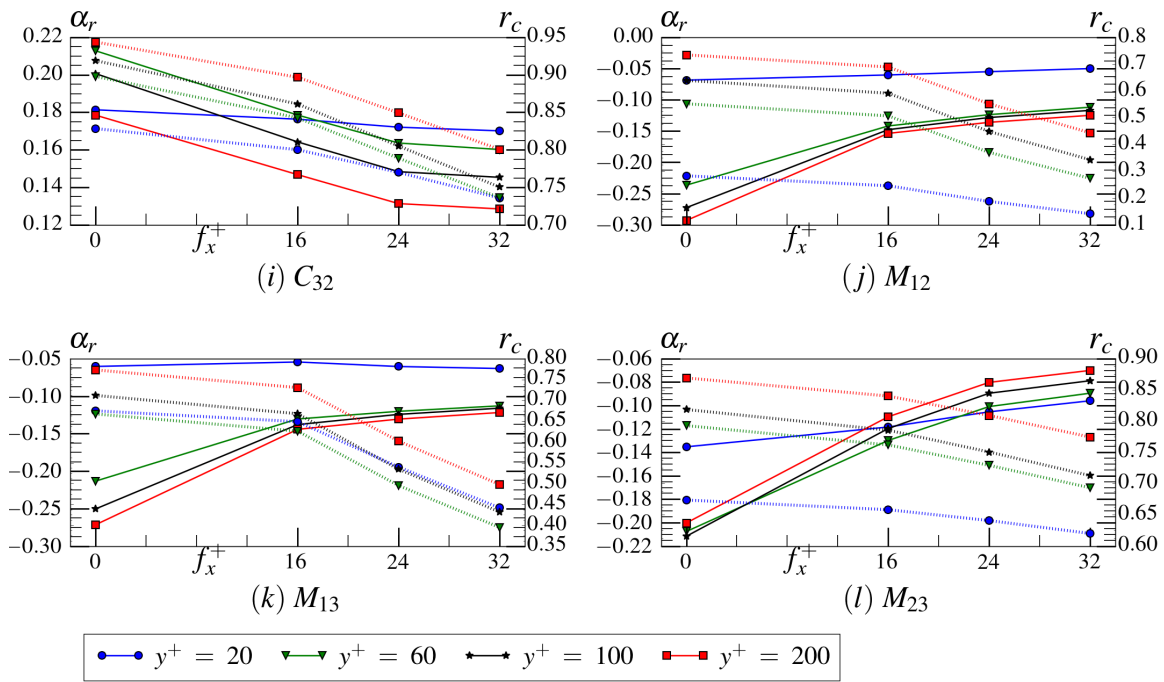 α_r r_c α_r r_c
0.22 0.95 0.00 0.8
0.20 0.90 −0.05 0.7
0.18 0.85 −0.10 0.6
0.16 0.80 −0.15 0.5
0.14 0.75 −0.20 0.4
0.12 0.70 −0.25 0.3
−0.30 0.2
0.1
0 f_x^+ 16 24 32 0 f_x^+ 16 24 32
(i) C_32 (j) M_12
α_r r_c α_r r_c
−0.05 0.80 −0.06 0.90
−0.10 0.75 −0.08 0.85
−0.15 0.70 −0.10 0.80
−0.20 0.65 −0.12 0.75
−0.25 0.60 −0.14 0.70
−0.30 0.55 −0.16 0.65
0.50 −0.18 0.60
0.45 −0.20
0.40 −0.22
0.35
0 f_x^+ 16 24 32 0 f_x^+ 16 24 32
(k) M_13 (l) M_23
y^+ = 20 y^+ = 60 y^+ = 100 y^+ = 200